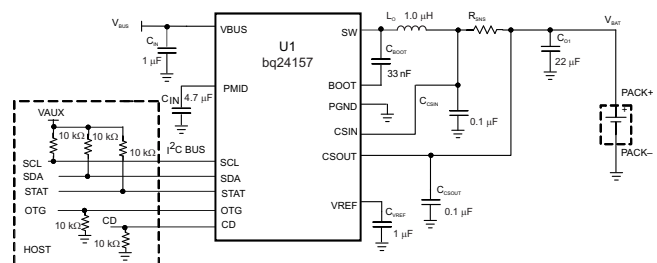 VBUS
CIN
1 μF
VBUS
U1
bq24157
SW
LO 1.0 μH
RSNS
VBAT
CBOOT
33 nF
CO1
22 μF
BOOT
PMID
CIN 4.7 μF
PGND
CSIN
CCSIN
0.1 μF
PACK+
+
PACK–
VAUX
10 kΩ 10 kΩ
10 kΩ
I2C BUS
SCL
SCL
SDA
SDA
STAT
STAT
OTG
OTG
10 kΩ
CD
CD
10 kΩ
HOST
CSOUT
CCSOUT
0.1 μF
VREF
CVREF
1 μF